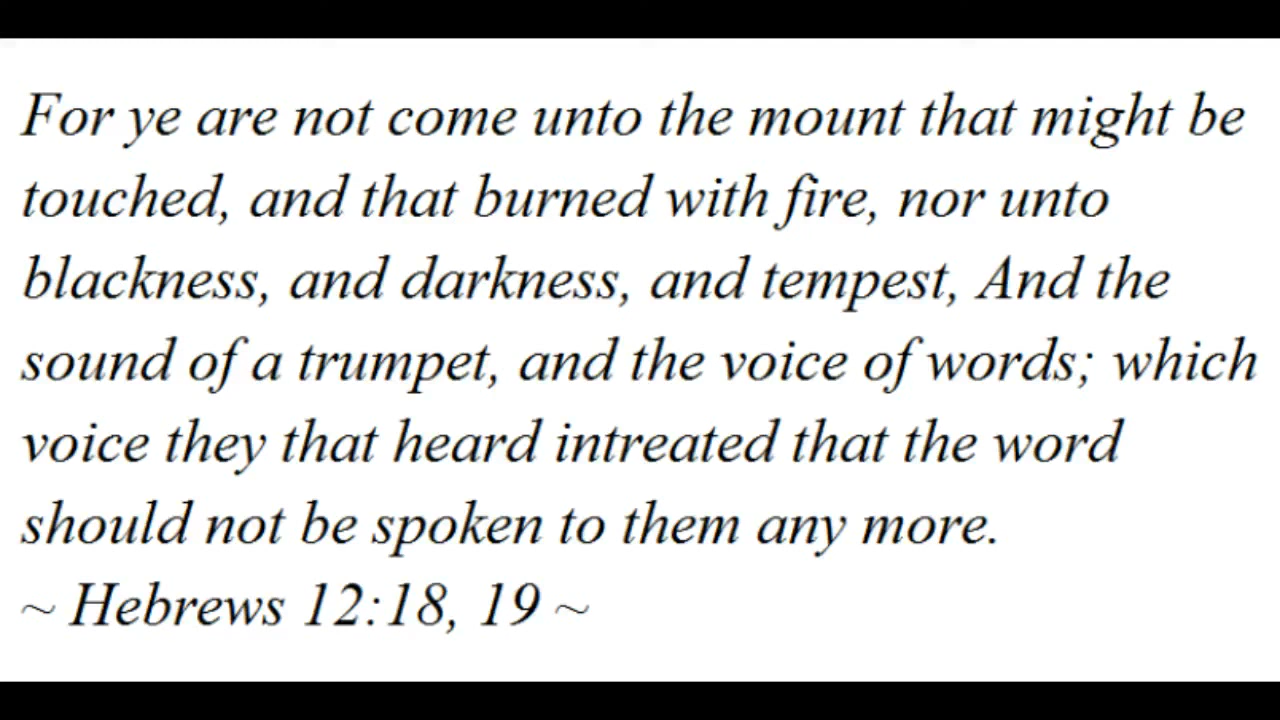 For ye are not come unto the mount that might be
touched, and that burned with fire, nor unto
blackness, and darkness, and tempest, And the
sound of a trumpet, and the voice of words; which
voice they that heard intreated that the word
should not be spoken to them any more.
~ Hebrews 12:18, 19 ~